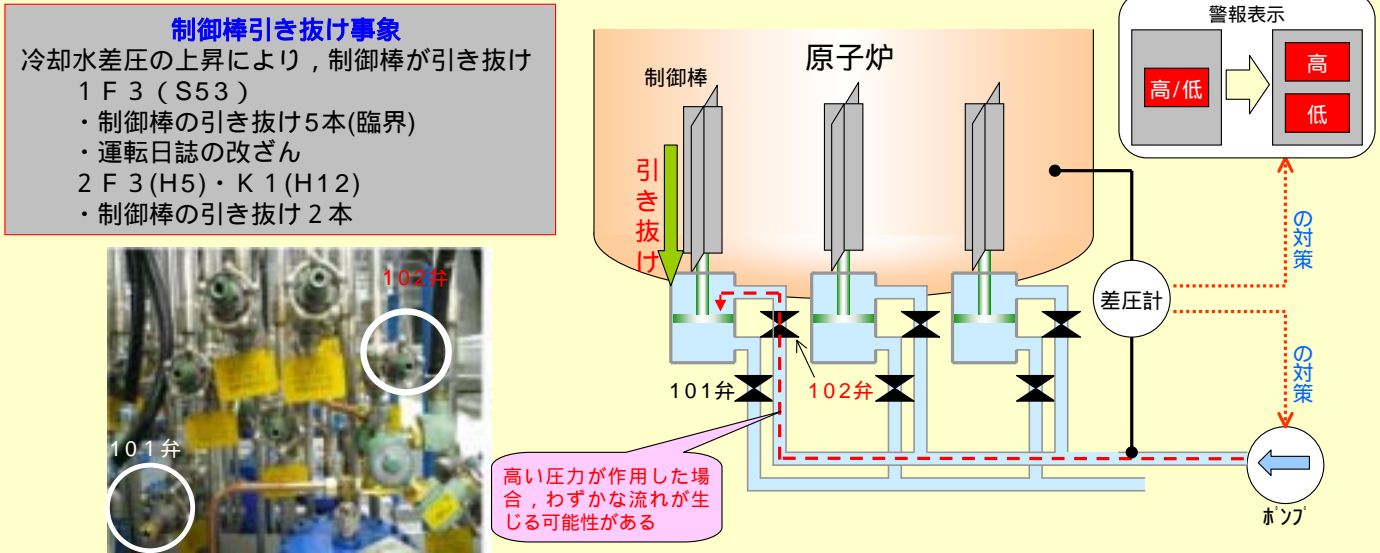 制御棒引き抜け事象
冷却水差圧の上昇により，制御棒が引き抜け
１Ｆ３（S53）
・制御棒の引き抜け5本(臨界)
・運転日誌の改ざん
２Ｆ３(H5)・Ｋ１(H12)
・制御棒の引き抜け２本
102弁
101弁
原子炉
制御棒
引き抜け
101弁
102弁
高い圧力が作用した場
合，わずかな流れが生
じる可能性がある
警報表示
高/低
高
低
の対策
差圧計
の対策
ﾎﾟﾝﾌﾟ